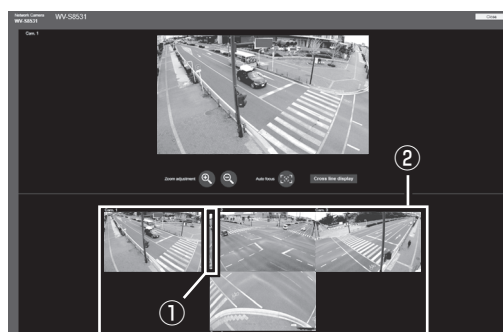 Network Camera
WV-S8531
WV-S8531
Close
Cam. 1
Zoom adjustment
Auto focus
Cross line display
②
Cam. 1
Cam. 3
①